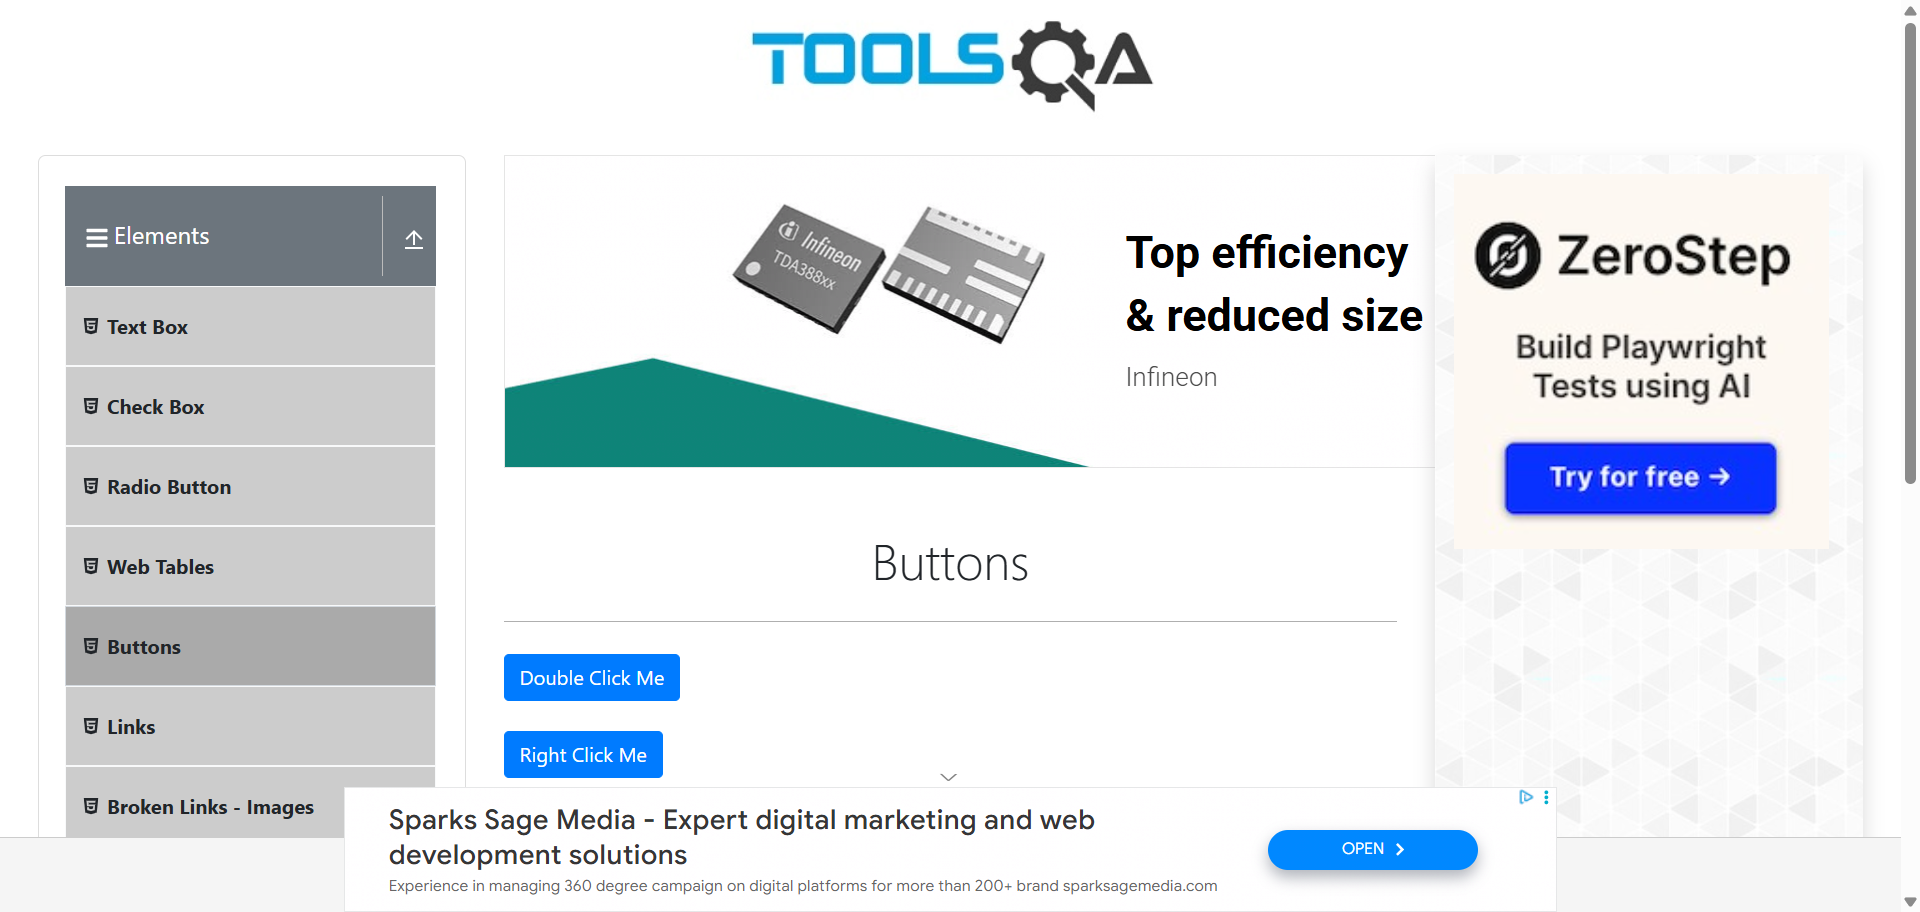 TOOLSQA
Elements
Text Box
Check Box
Radio Button
Web Tables
Buttons
Links
Broken Links - Images
Infineon
TDA388xx
Top efficiency
& reduced size
Infineon
Buttons
Double Click Me
Right Click Me
ZeroStep
Build Playwright
Tests using AI
Try for free →
Sparks Sage Media - Expert digital marketing and web
development solutions
Experience in managing 360 degree campaign on digital platforms for more than 200+ brand sparksagemedia.com
OPEN